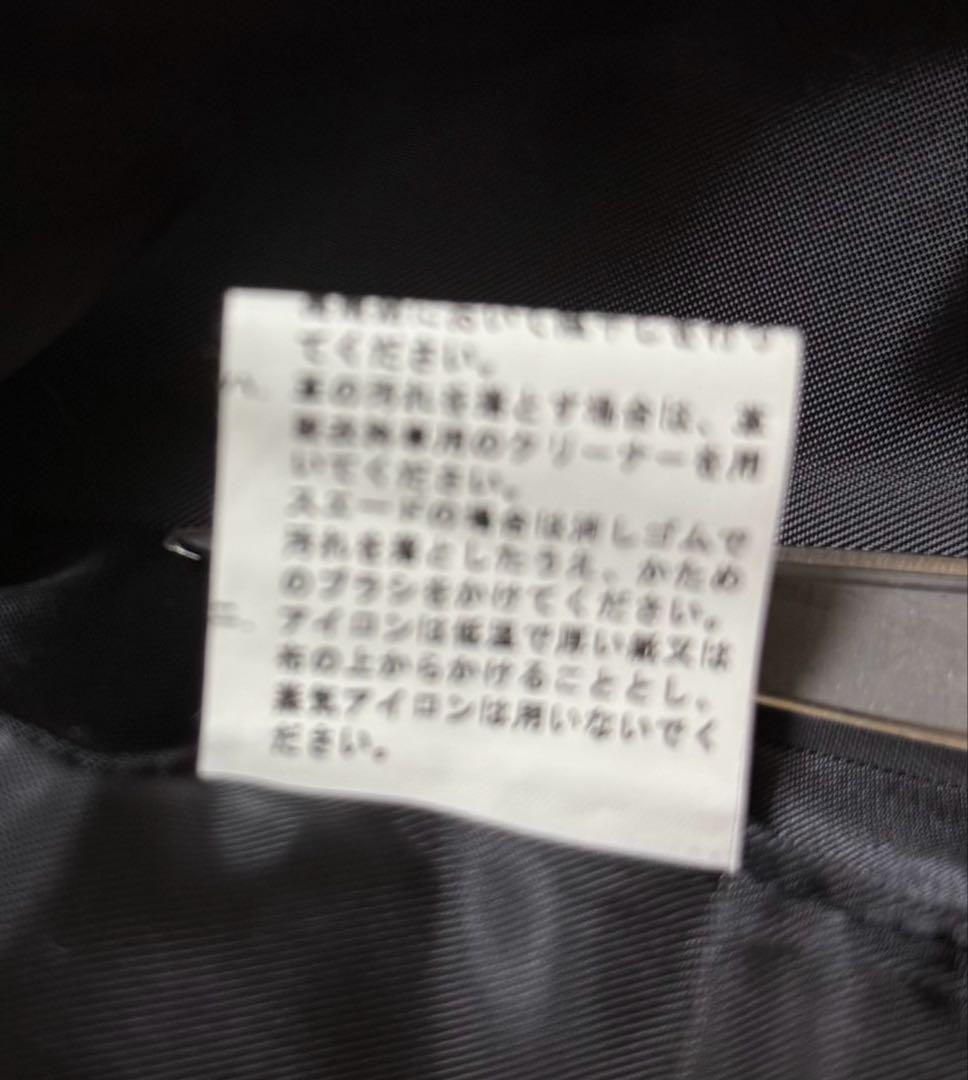 てください。
革の汚れを落とす場合は、革
製洗剤専用のクリーナーを用
いてください。
スエードの場合は消しゴムで
汚れを落としたうえ、かため
のブラシをかけてください。
アイロンは低温で厚い紙又は
布の上からかけることとし、
蒸気アイロンは用いないでく
ださい。